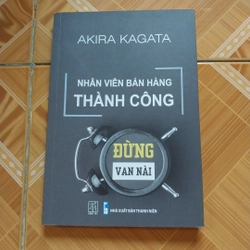 AKIRA KAGATA
NHÂN VIÊN BÁN HÀNG
THÀNH CÔNG
ĐỪNG
VAN NÀI
NHÀ XUẤT BẢN THANH NIÊN